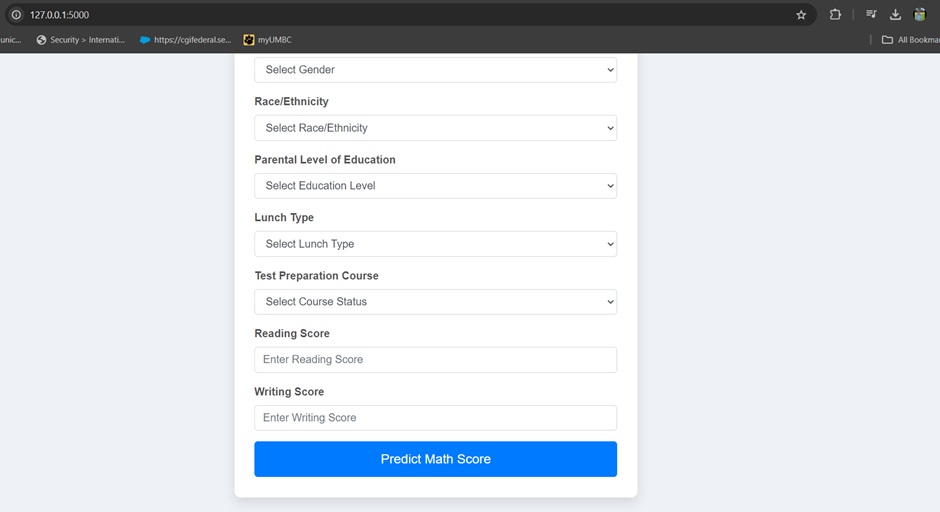 127.0.0.1:5000
unic...
Security > Internati...
https://cgifederal.se...
myUMBC
All Bookma
Select Gender
Race/Ethnicity
Select Race/Ethnicity
Parental Level of Education
Select Education Level
Lunch Type
Select Lunch Type
Test Preparation Course
Select Course Status
Reading Score
Enter Reading Score
Writing Score
Enter Writing Score
Predict Math Score